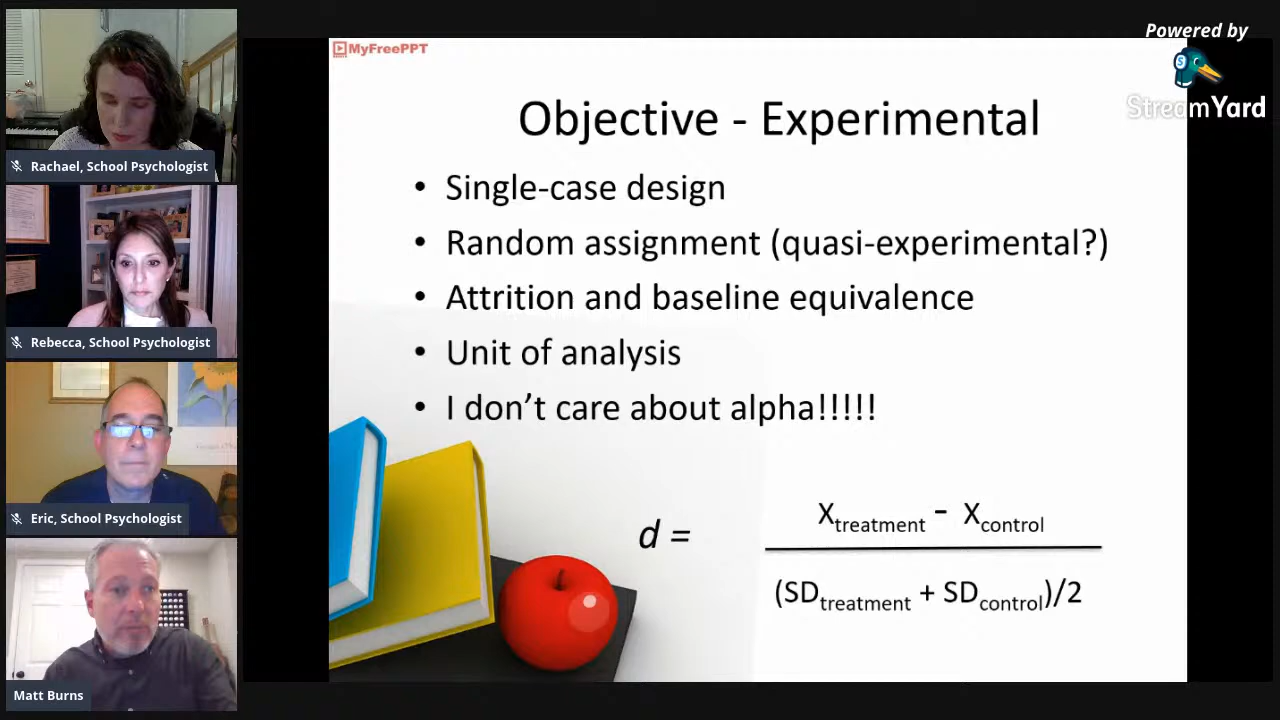 MyFreePPT
Powered by
StreamYard
Objective - Experimental
• Single-case design
• Random assignment (quasi-experimental?)
• Attrition and baseline equivalence
• Unit of analysis
• I don't care about alpha!!!!!
d =
Xtreatment - Xcontrol
(SDtreatment + SDcontrol)/2
Rachael, School Psychologist
Rebecca, School Psychologist
Eric, School Psychologist
Matt Burns